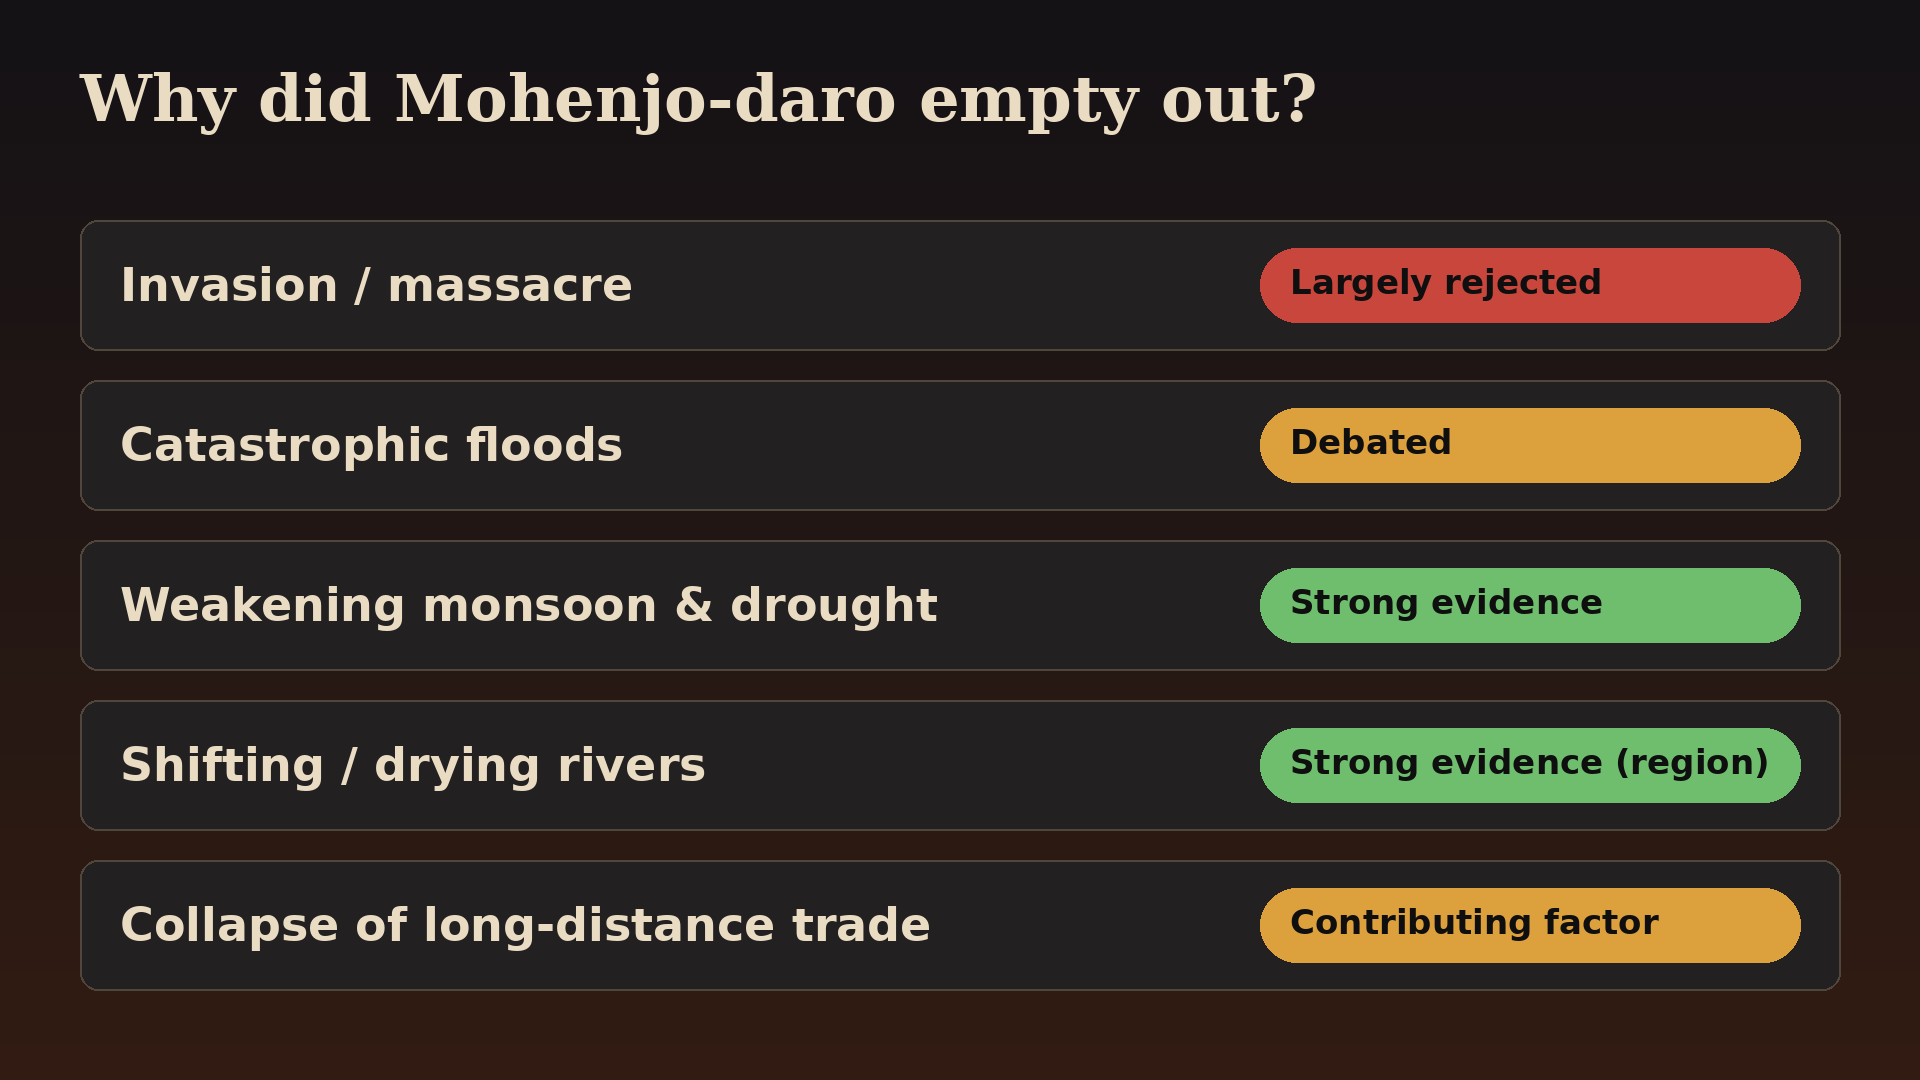 Why did Mohenjo-daro empty out?
Invasion / massacre
Largely rejected
Catastrophic floods
Debated
Weakening monsoon & drought
Strong evidence
Shifting / drying rivers
Strong evidence (region)
Collapse of long-distance trade
Contributing factor